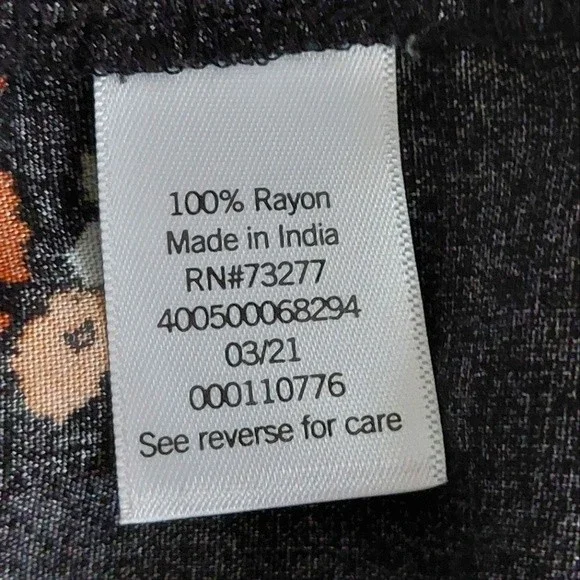 100% Rayon
Made in India
RN#73277
400500068294
03/21
000110776
See reverse for care